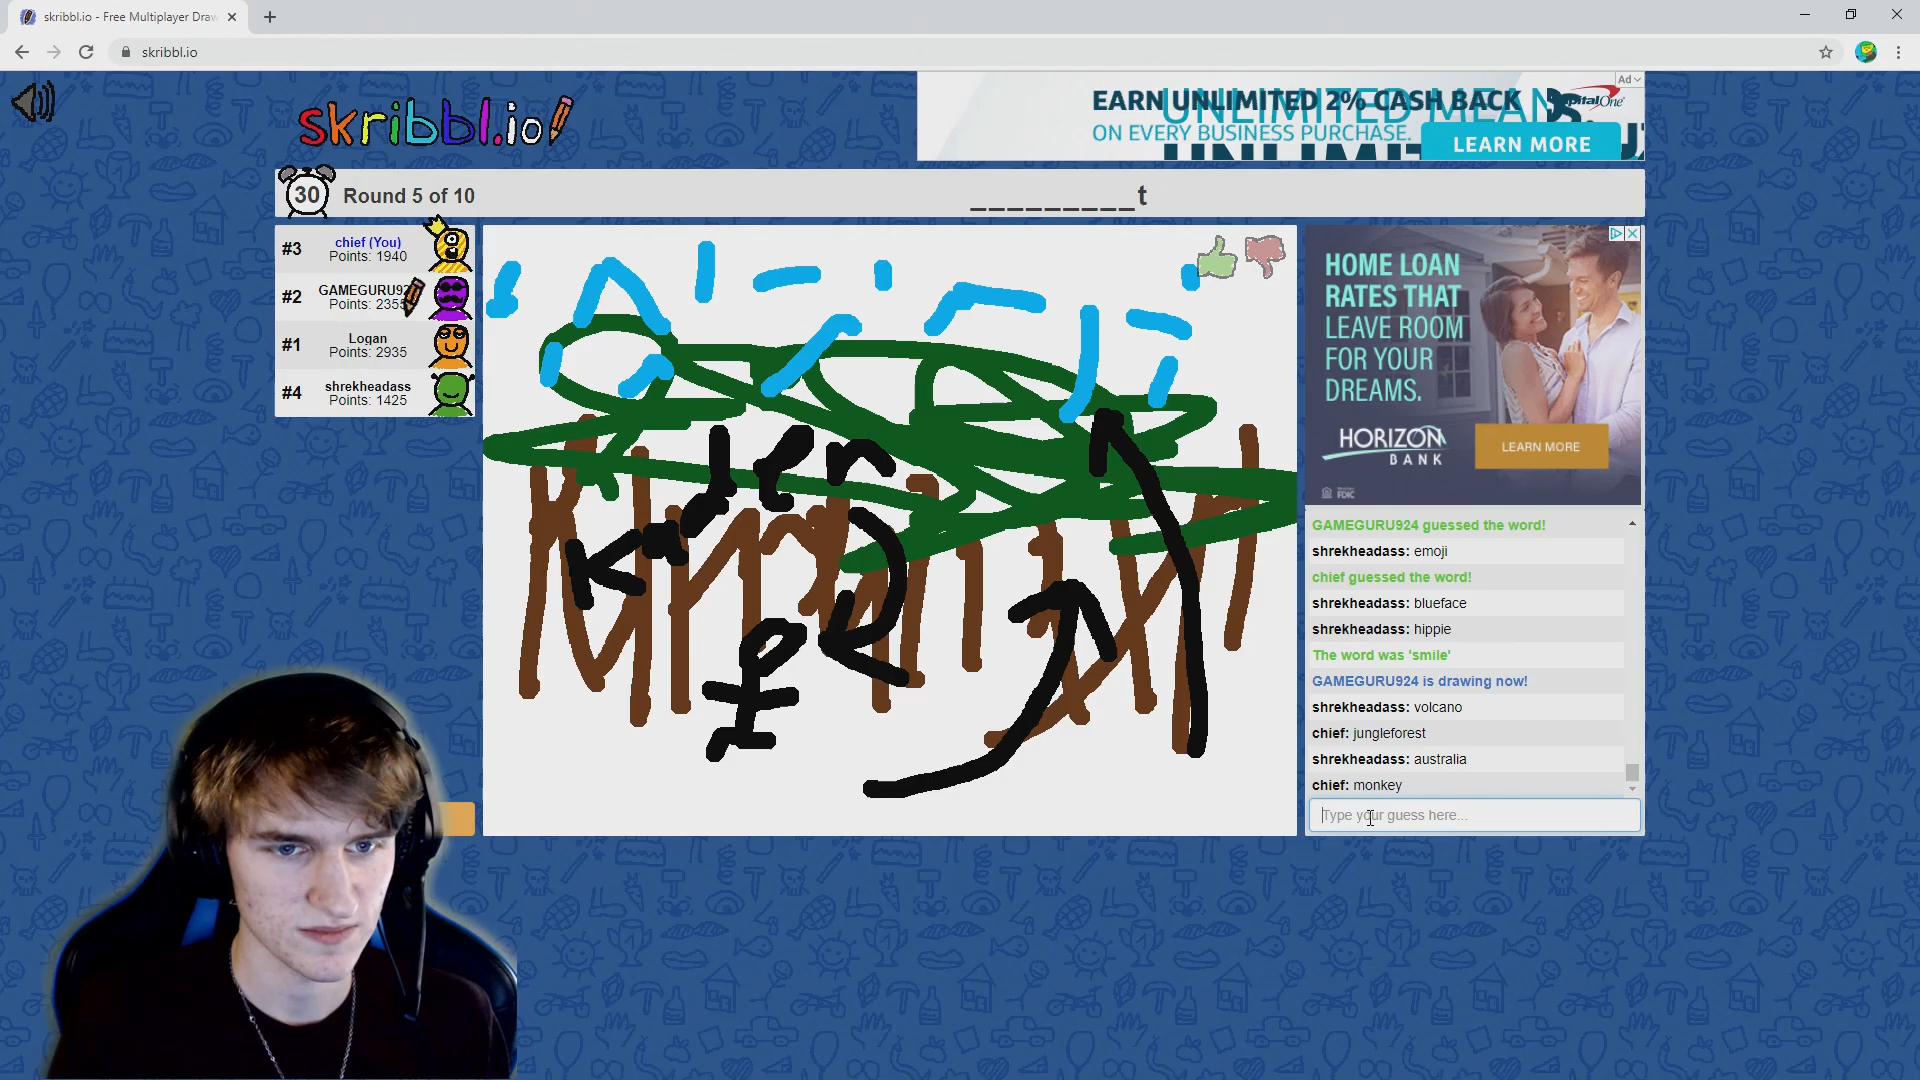 skribbl.io - Free Multiplayer Draw
skribbl.io
skribbl.io
Ad
EARN UNLIMITED 2% CASH BACK
ON EVERY BUSINESS PURCHASE.
LEARN MORE
30
Round 5 of 10
_________t
#3
chief (You)
Points: 1940
#2
GAMEGURU92
Points: 2355
#1
Logan
Points: 2935
#4
shrekheadass
Points: 1425
HOME LOAN
RATES THAT
LEAVE ROOM
FOR YOUR
DREAMS.
HORIZON
BANK
LEARN MORE
FDIC
GAMEGURU924 guessed the word!
shrekheadass: emoji
chief guessed the word!
shrekheadass: blueface
shrekheadass: hippie
The word was 'smile'
GAMEGURU924 is drawing now!
shrekheadass: volcano
chief: jungleforest
shrekheadass: australia
chief: monkey
Type your guess here...